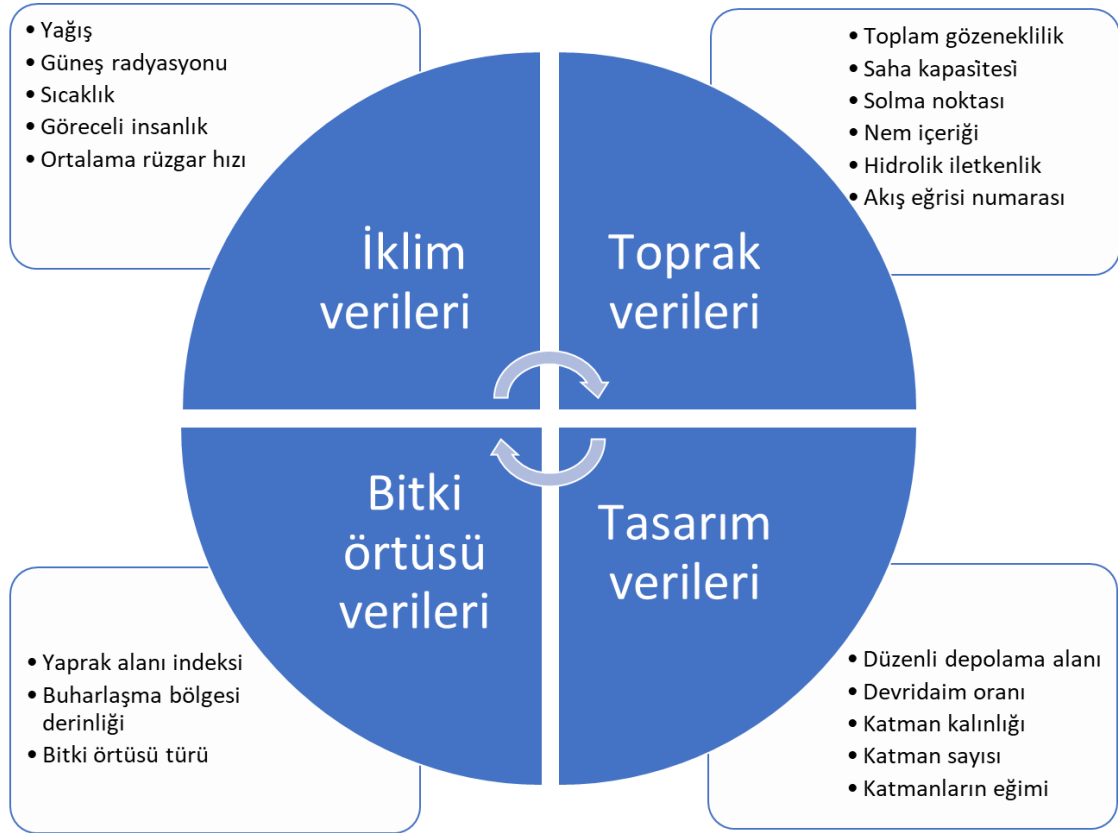 • Yağış
• Güneş radyasyonu
• Sıcaklık
• Göreceli insanlık
• Ortalama rüzgar hızı
• Toplam gözeneklilik
• Saha kapasitesi
• Solma noktası
• Nem içeriği
• Hidrolik iletkenlik
• Akış eğrisi numarası
İklim
verileri
Toprak
verileri
Bitki
örtüsü
verileri
Tasarım
verileri
• Yaprak alanı indeksi
• Buharlaşma bölgesi
derinliği
• Bitki örtüsü türü
• Düzenli depolama alanı
• Devridaim oranı
• Katman kalınlığı
• Katman sayısı
• Katmanların eğimi